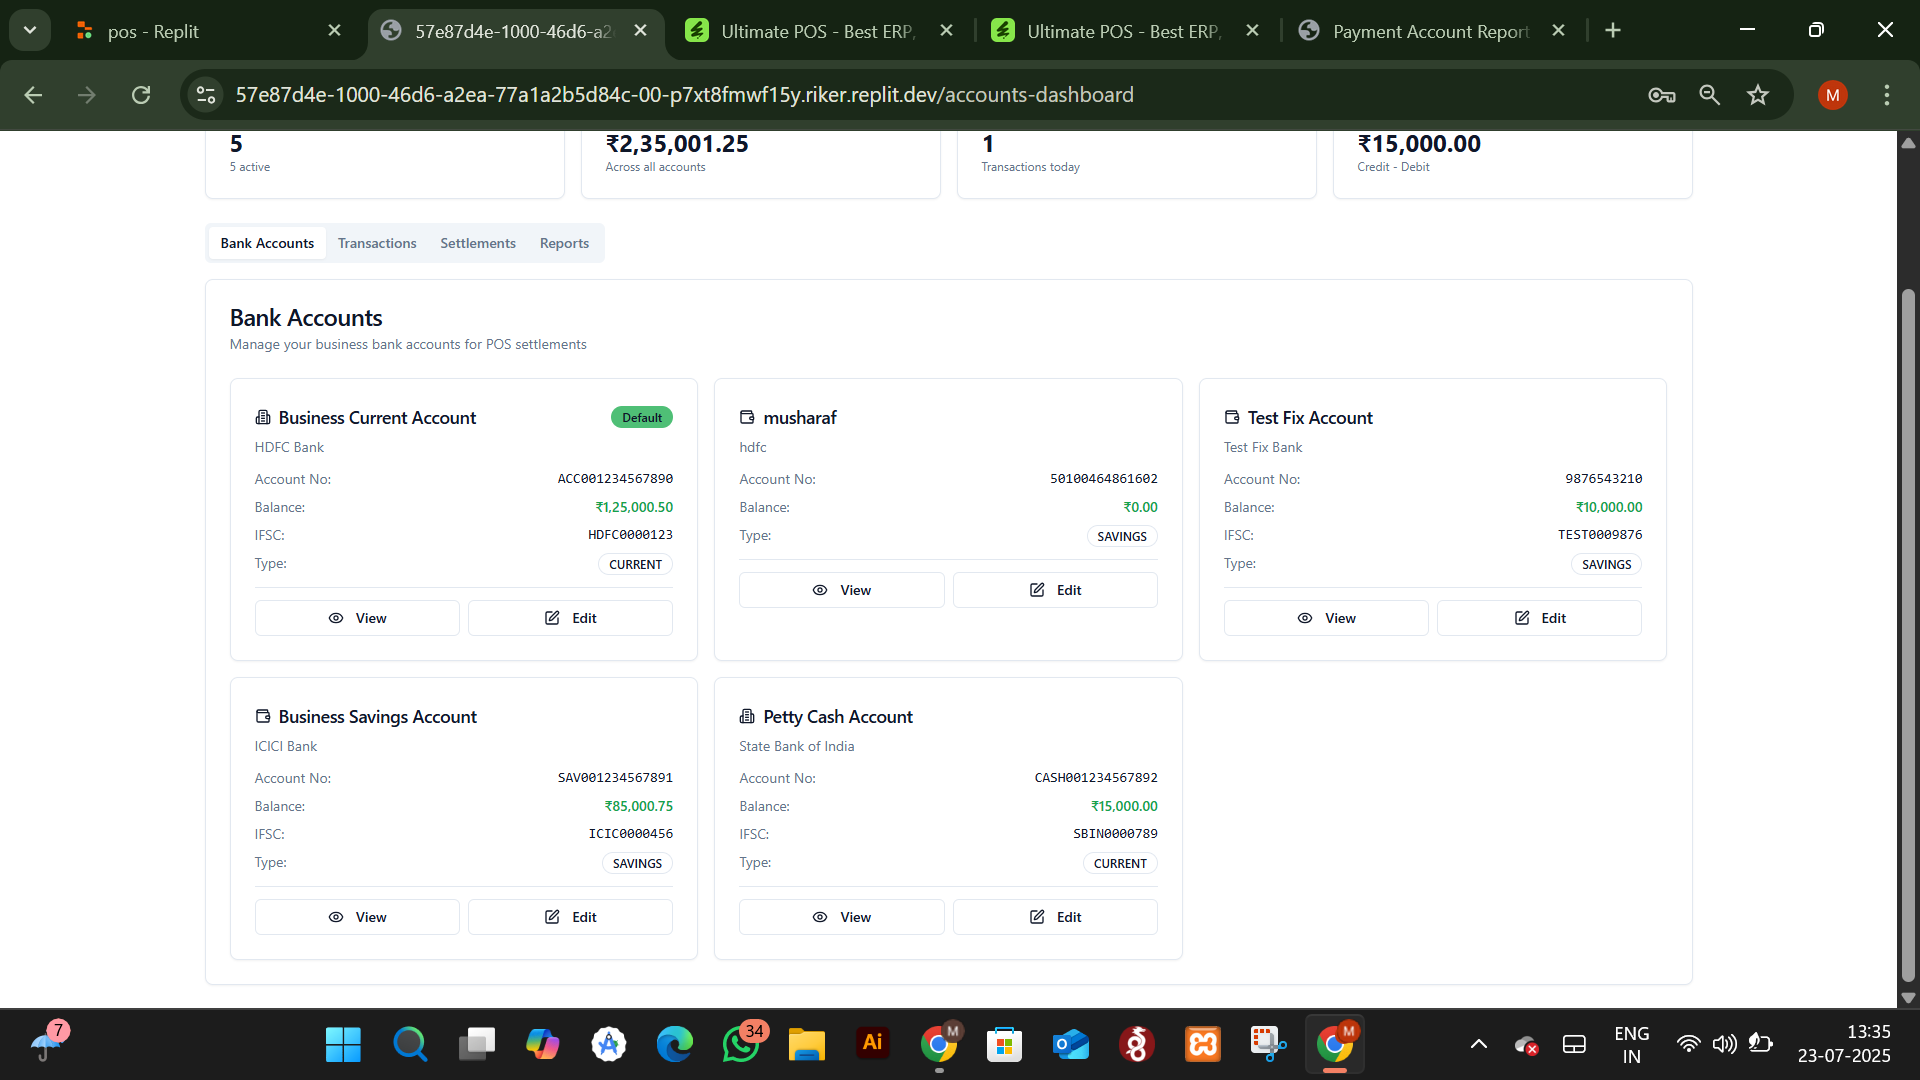 pos - Replit
57e87d4e-1000-46d6-a2
Ultimate POS - Best ERP,
Ultimate POS - Best ERP,
Payment Account Report
57e87d4e-1000-46d6-a2ea-77a1a2b5d84c-00-p7xt8fmwf15y.riker.replit.dev/accounts-dashboard
M
5
5 active
₹2,35,001.25
Across all accounts
1
Transactions today
₹15,000.00
Credit - Debit
Bank Accounts
Transactions
Settlements
Reports
Bank Accounts
Manage your business bank accounts for POS settlements
Business Current Account
Default
HDFC Bank
Account No:
ACC001234567890
Balance:
₹1,25,000.50
IFSC:
HDFC0000123
Type:
CURRENT
View
Edit
musharaf
hdfc
Account No:
50100464861602
Balance:
₹0.00
Type:
SAVINGS
View
Edit
Test Fix Account
Test Fix Bank
Account No:
9876543210
Balance:
₹10,000.00
IFSC:
TEST0009876
Type:
SAVINGS
View
Edit
Business Savings Account
ICICI Bank
Account No:
SAV001234567891
Balance:
₹85,000.75
IFSC:
ICIC0000456
Type:
SAVINGS
View
Edit
Petty Cash Account
State Bank of India
Account No:
CASH001234567892
Balance:
₹15,000.00
IFSC:
SBIN0000789
Type:
CURRENT
View
Edit
7
34
Ai
M
M
ENG
IN
13:35
23-07-2025